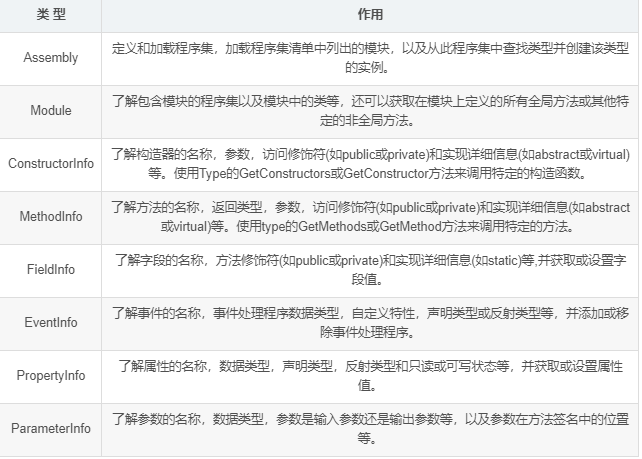 类 型 作用
Assembly
定义和加载程序集，加载程序集清单中列出的模块，以及从此程序集中查找类型并创建该类型
的实例。
Module
了解包含模块的程序集以及模块中的类等，还可以获取在模块上定义的所有全局方法或其他特
定的非全局方法。
ConstructorInfo
了解构造器的名称，参数，访问修饰符(如public或private)和实现详细信息(如abstract或virtual)
等。使用Type的GetConstructors或GetConstructor方法来调用特定的构造函数。
MethodInfo
了解方法的名称，返回类型，参数，访问修饰符(如public或private)和实现详细信息(如abstract
或virtual)等。使用type的GetMethods或GetMethod方法来调用特定的方法。
FieldInfo
了解字段的名称，方法修饰符(如public或private)和实现详细信息(如static)等,并获取或设置字
段值。
EventInfo
了解事件的名称，事件处理程序数据类型，自定义特性，声明类型或反射类型等，并添加或移
除事件处理程序。
PropertyInfo
了解属性的名称，数据类型，声明类型，反射类型和只读或可写状态等，并获取或设置属性
值。
ParameterInfo
了解参数的名称，数据类型，参数是输入参数还是输出参数等，以及参数在方法签名中的位置
等。